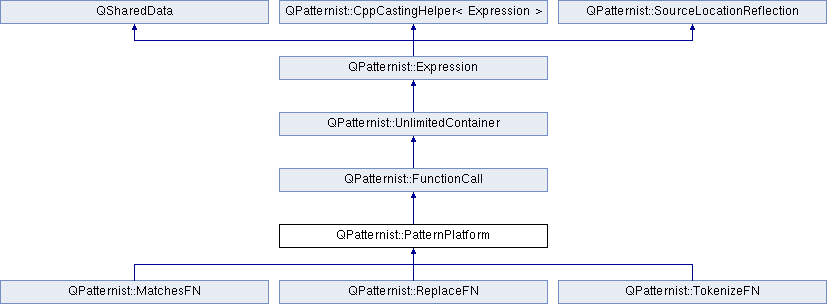 QSharedData
QPatternist::CppCastingHelper< Expression >
QPatternist::SourceLocationReflection
QPatternist::Expression
QPatternist::UnlimitedContainer
QPatternist::FunctionCall
QPatternist::PatternPlatform
QPatternist::MatchesFN
QPatternist::ReplaceFN
QPatternist::TokenizeFN